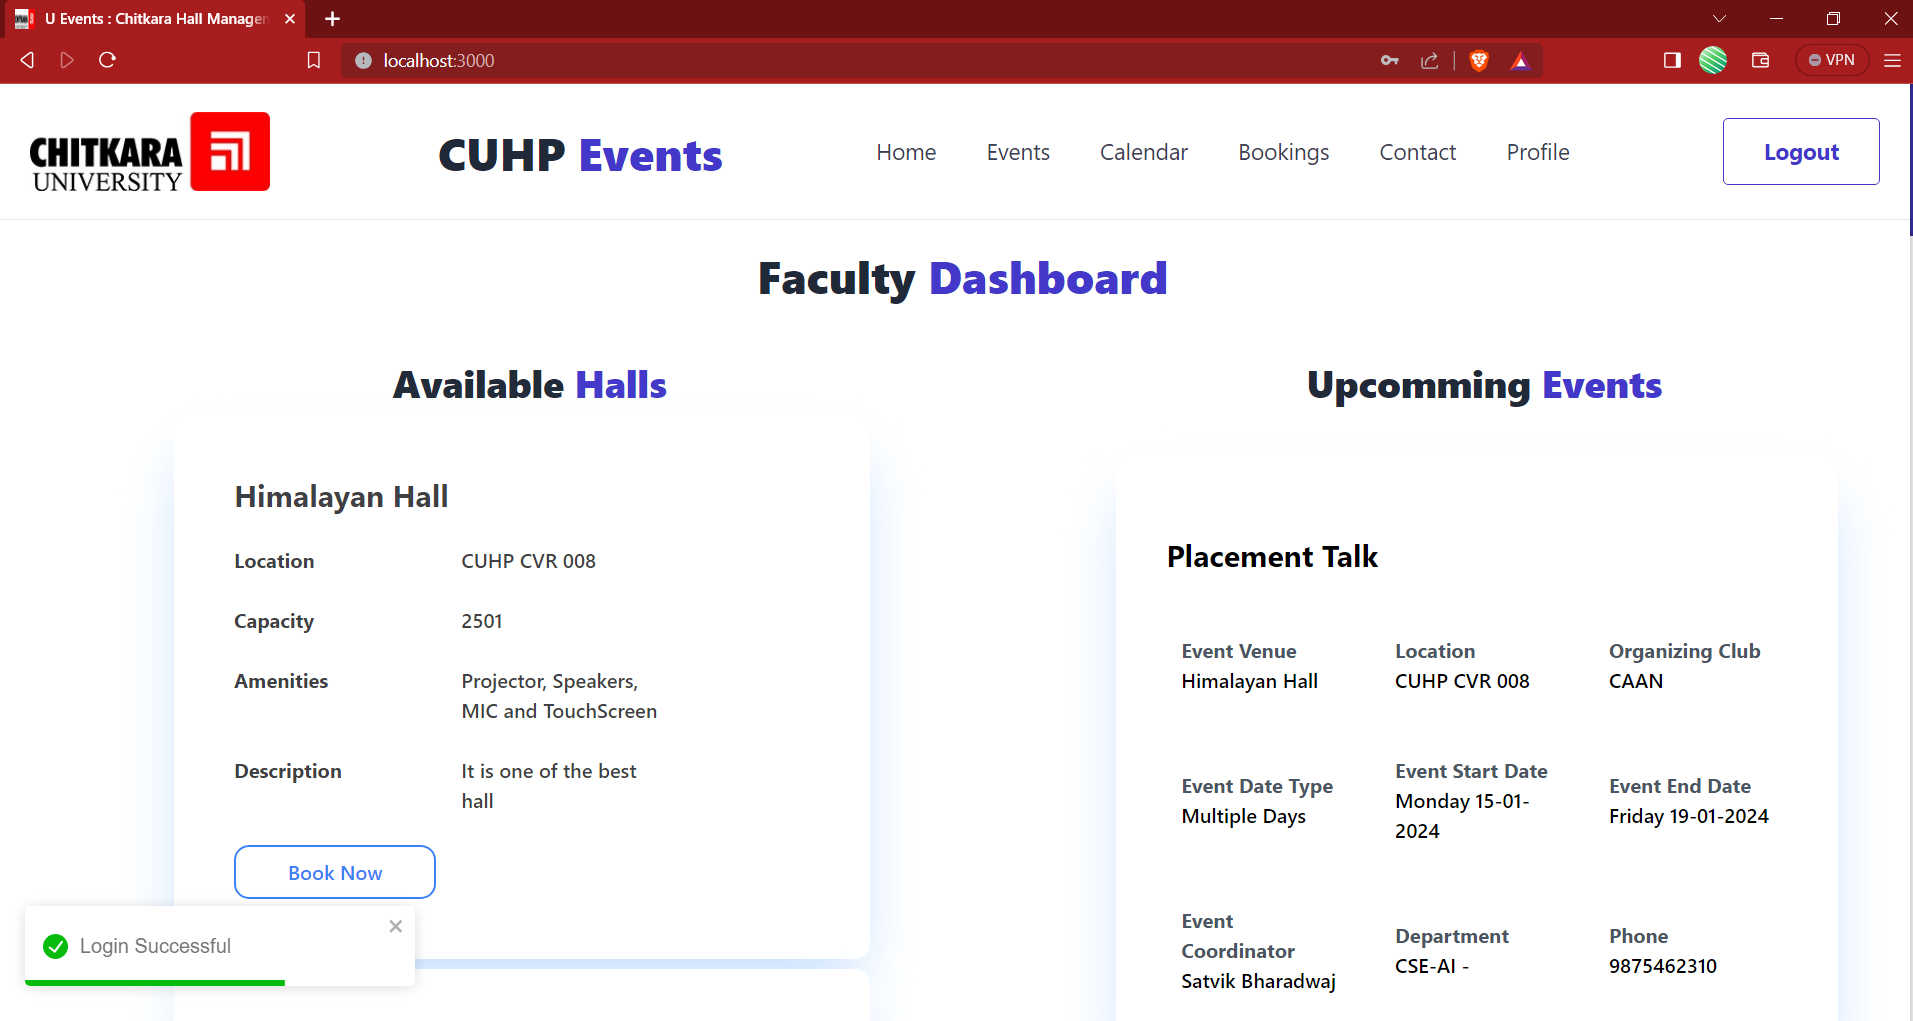 U Events : Chitkara Hall Managen
localhost:3000
VPN
CHITKARA
UNIVERSITY
CUHP Events
Home
Events
Calendar
Bookings
Contact
Profile
Logout
Faculty Dashboard
Available Halls
Himalayan Hall
Location CUHP CVR 008
Capacity 2501
Amenities Projector, Speakers,
MIC and TouchScreen
Description It is one of the best
hall
Book Now
Login Successful
Upcomming Events
Placement Talk
Event Venue
Himalayan Hall
Location
CUHP CVR 008
Organizing Club
CAAN
Event Date Type
Multiple Days
Event Start Date
Monday 15-01-
2024
Event End Date
Friday 19-01-2024
Event
Coordinator
Satvik Bharadwaj
Department
CSE-AI -
Phone
9875462310